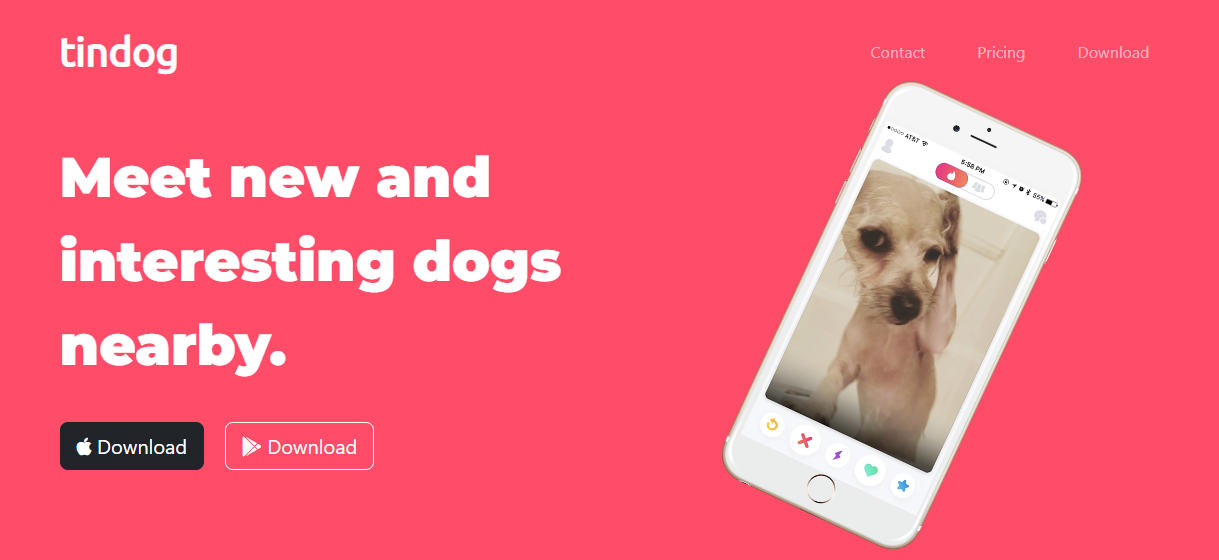 tindog
Contact Pricing Download
Meet new and
interesting dogs
nearby.
Download Download
AT&T 5:58 PM 55%